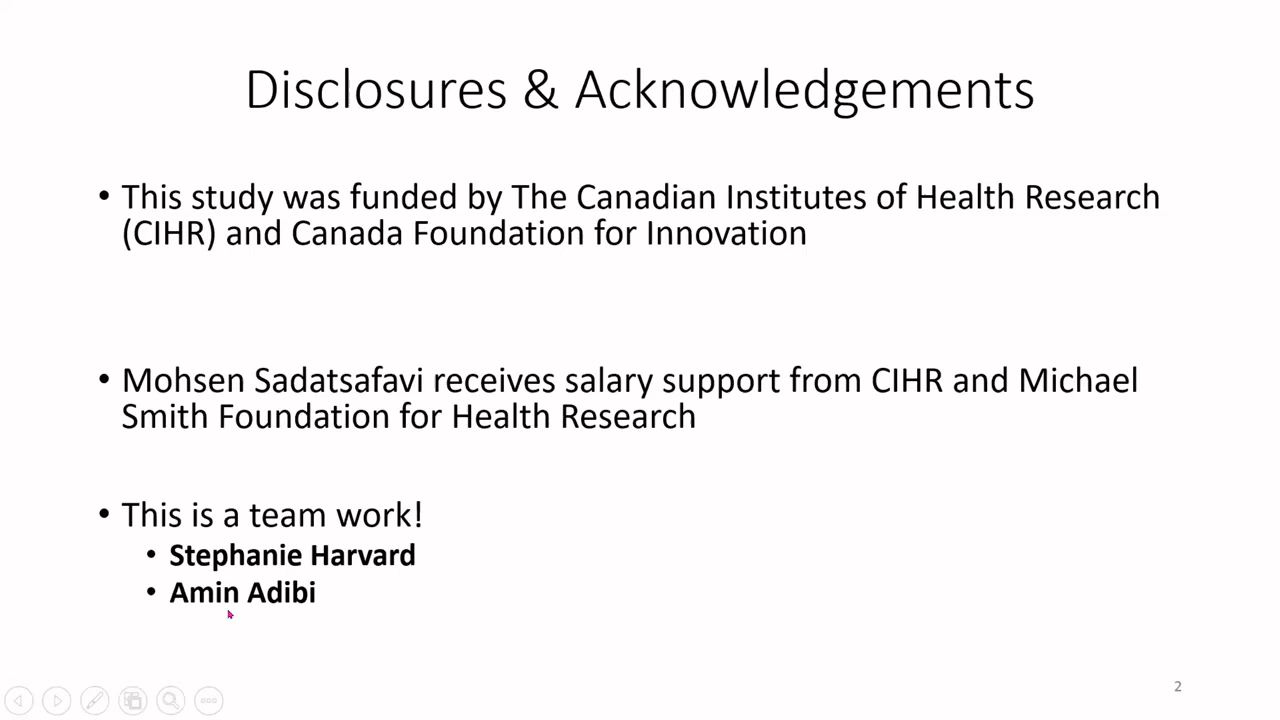 Disclosures & Acknowledgements
• This study was funded by The Canadian Institutes of Health Research
(CIHR) and Canada Foundation for Innovation
• Mohsen Sadatsafavi receives salary support from CIHR and Michael
Smith Foundation for Health Research
• This is a team work!
• Stephanie Harvard
• Amin Adibi
2